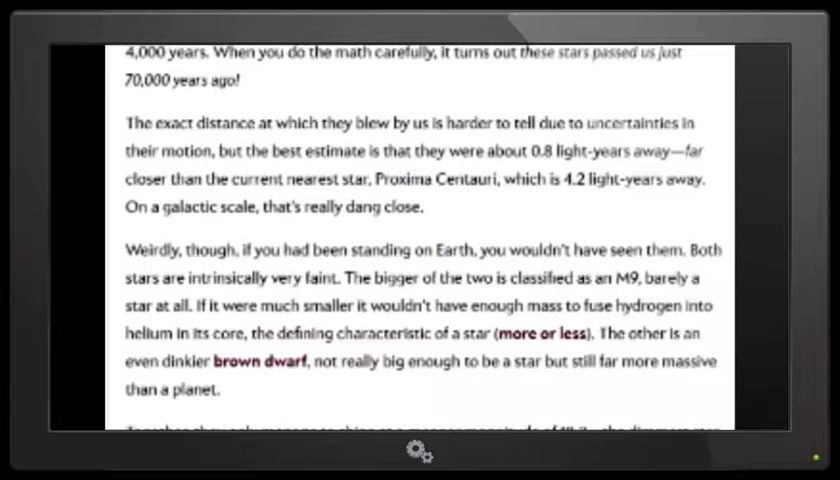 4,000 years. When you do the math carefully, it turns out these stars passed us just
70,000 years ago!
The exact distance at which they blew by us is harder to tell due to uncertainties in
their motion, but the best estimate is that they were about 0.8 light-years away—far
closer than the current nearest star, Proxima Centauri, which is 4.2 light-years away.
On a galactic scale, that's really dang close.
Weirdly, though, if you had been standing on Earth, you wouldn't have seen them. Both
stars are intrinsically very faint. The bigger of the two is classified as an M9, barely a
star at all. If it were much smaller it wouldn't have enough mass to fuse hydrogen into
helium in its core, the defining characteristic of a star (more or less). The other is an
even dinkier brown dwarf, not really big enough to be a star but still far more massive
than a planet.